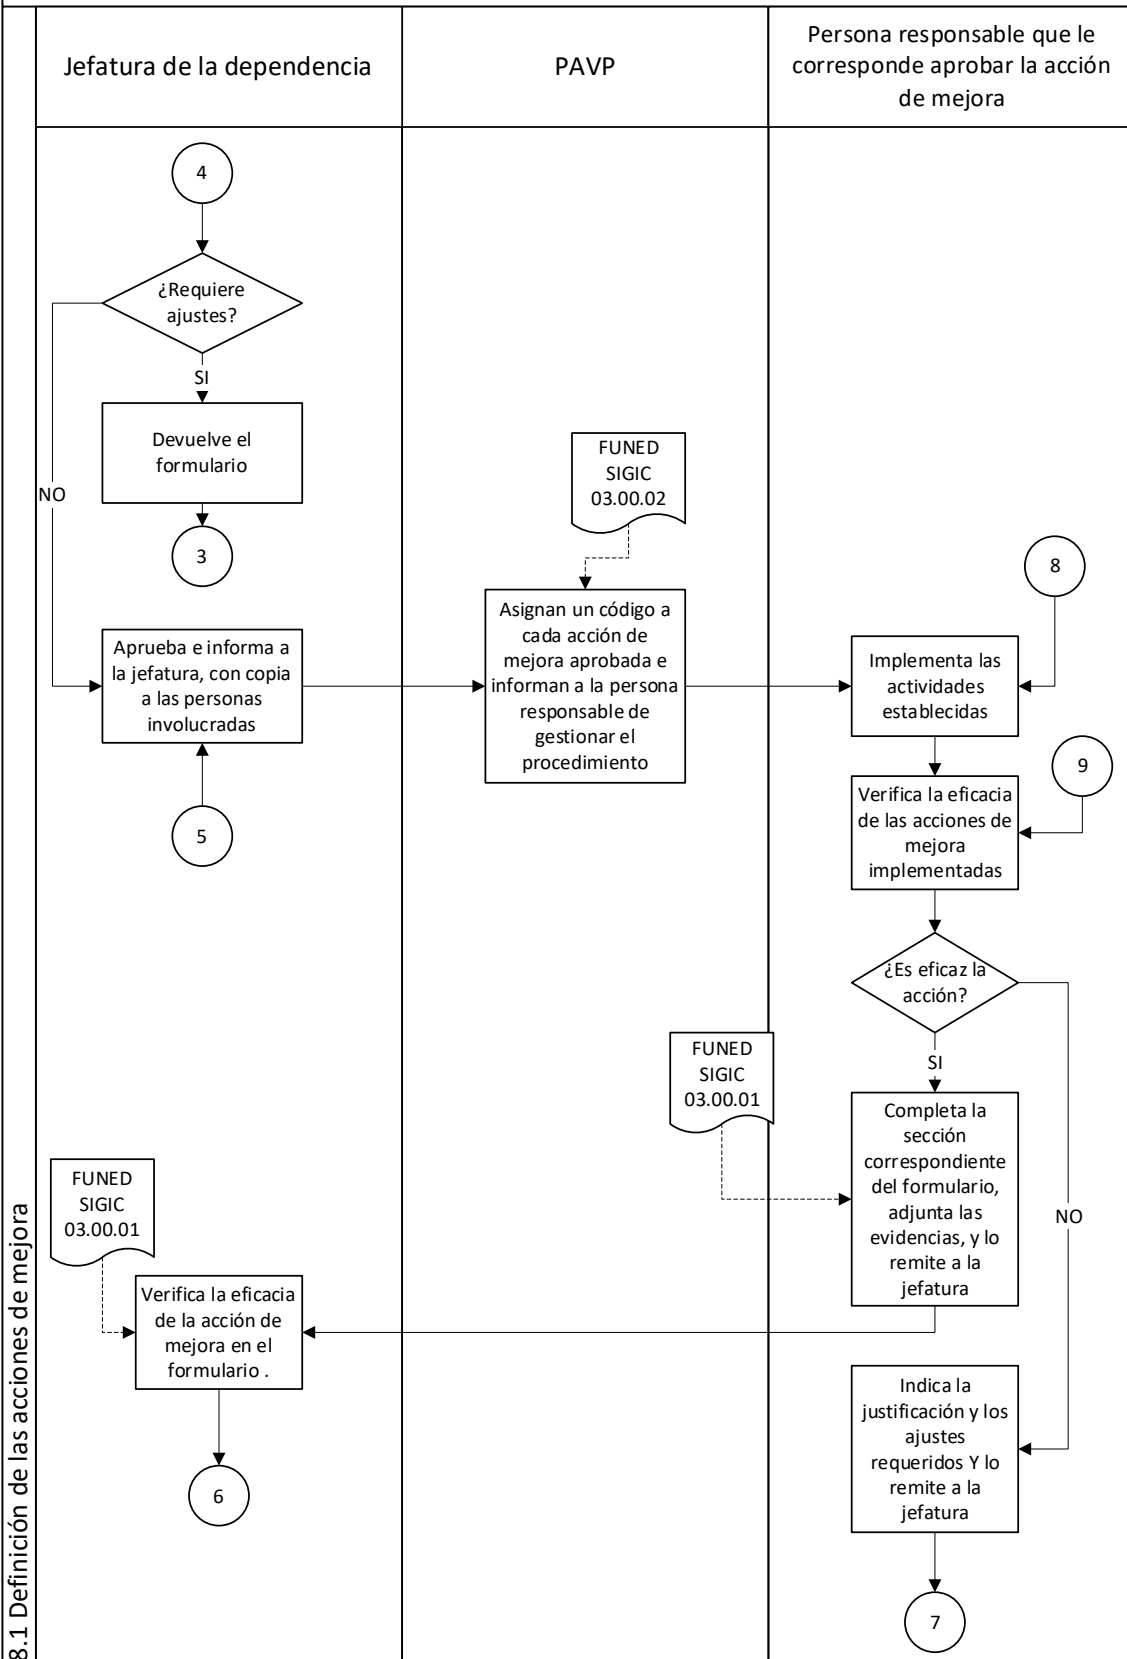 8.1 Definición de las acciones de mejora
Jefatura de la dependencia
PAVP
Persona responsable que le
corresponde aprobar la acción
de mejora
4
¿Requiere
ajustes?
SI
NO
Devuelve el
formulario
3
Aprueba e informa a
la jefatura, con copia
a las personas
involucradas
5
FUNED
SIGIC
03.00.02
Asignan un código a
cada acción de
mejora aprobada e
informan a la persona
responsable de
gestionar el
procedimiento
8
Implementa las
actividades
establecidas
9
Verifica la eficacia
de las acciones de
mejora
implementadas
¿Es eficaz la
acción?
SI
NO
FUNED
SIGIC
03.00.01
Completa la
sección
correspondiente
del formulario,
adjunta las
evidencias, y lo
remite a la
jefatura
FUNED
SIGIC
03.00.01
Verifica la eficacia
de la acción de
mejora en el
formulario .
6
Indica la
justificación y los
ajustes
requeridos Y lo
remite a la
jefatura
7